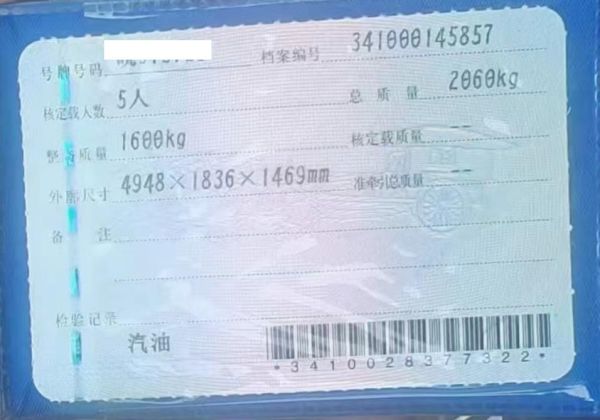 号牌号码
档案编号 341000145857
核定载人数 5人 总质量 2060kg
整备质量 1600kg 核定载质量 --
外廓尺寸 4948×1836×1469mm 准牵引总质量 --
备注
检验记录
汽油
*3410028377322*